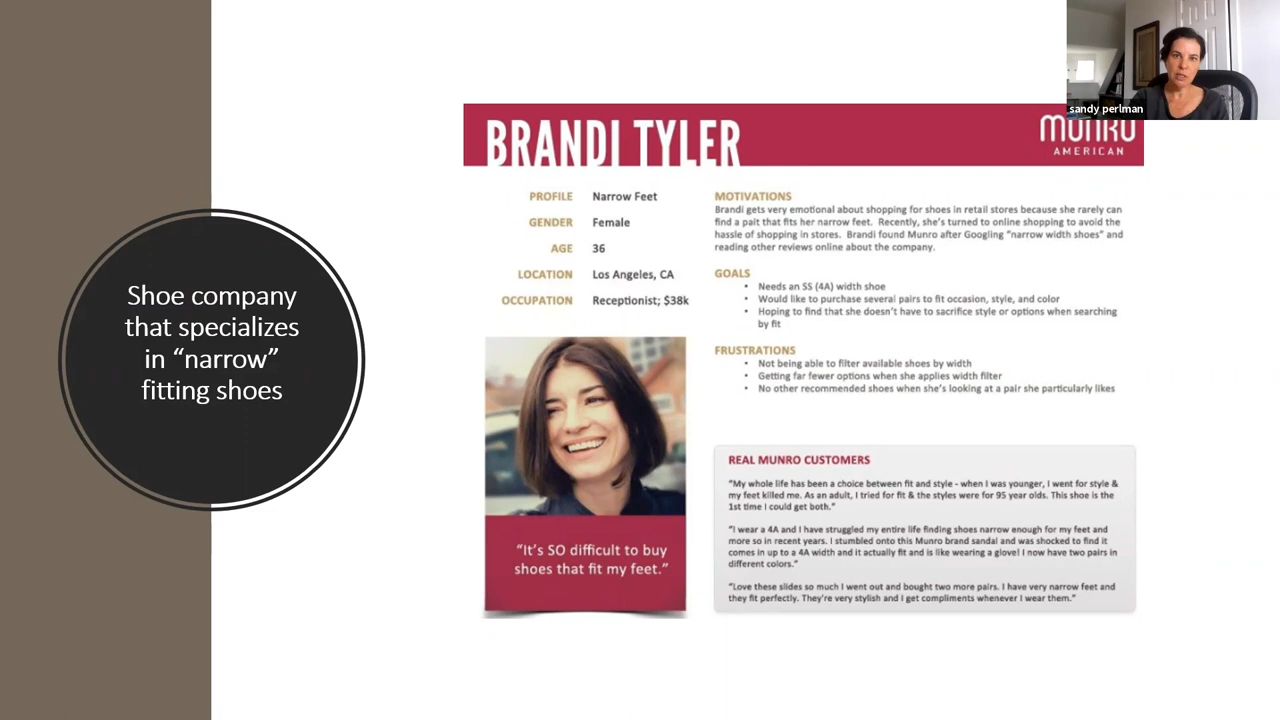 sandy perlman
Shoe company
that specializes
in “narrow”
fitting shoes
BRANDI TYLER
MUNRO
AMERICAN
PROFILE Narrow Feet
GENDER Female
AGE 36
LOCATION Los Angeles, CA
OCCUPATION Receptionist; $38k
“It’s SO difficult to buy
shoes that fit my feet.”
MOTIVATIONS
Brandi gets very emotional about shopping for shoes in retail stores because she rarely can
find a pait that fits her narrow feet. Recently, she’s turned to online shopping to avoid the
hassle of shopping in stores. Brandi found Munro after Googling “narrow width shoes” and
reading other reviews online about the company.
GOALS
• Needs an SS (4A) width shoe
• Would like to purchase several pairs to fit occasion, style, and color
• Hoping to find that she doesn’t have to sacrifice style or options when searching
by fit
FRUSTRATIONS
• Not being able to filter available shoes by width
• Getting far fewer options when she applies width filter
• No other recommended shoes when she’s looking at a pair she particularly likes
REAL MUNRO CUSTOMERS
“My whole life has been a choice between fit and style - when I was younger, I went for style &
my feet killed me. As an adult, I tried for fit & the styles were for 95 year olds. This shoe is the
1st time I could get both.”
“I wear a 4A and I have struggled my entire life finding shoes narrow enough for my feet and
more so in recent years. I stumbled onto this Munro brand sandal and was shocked to find it
comes in up to a 4A width and it actually fit and is like wearing a glove! I now have two pairs in
different colors.”
“Love these slides so much I went out and bought two more pairs. I have very narrow feet and
they fit perfectly. They’re very stylish and I get compliments whenever I wear them.”